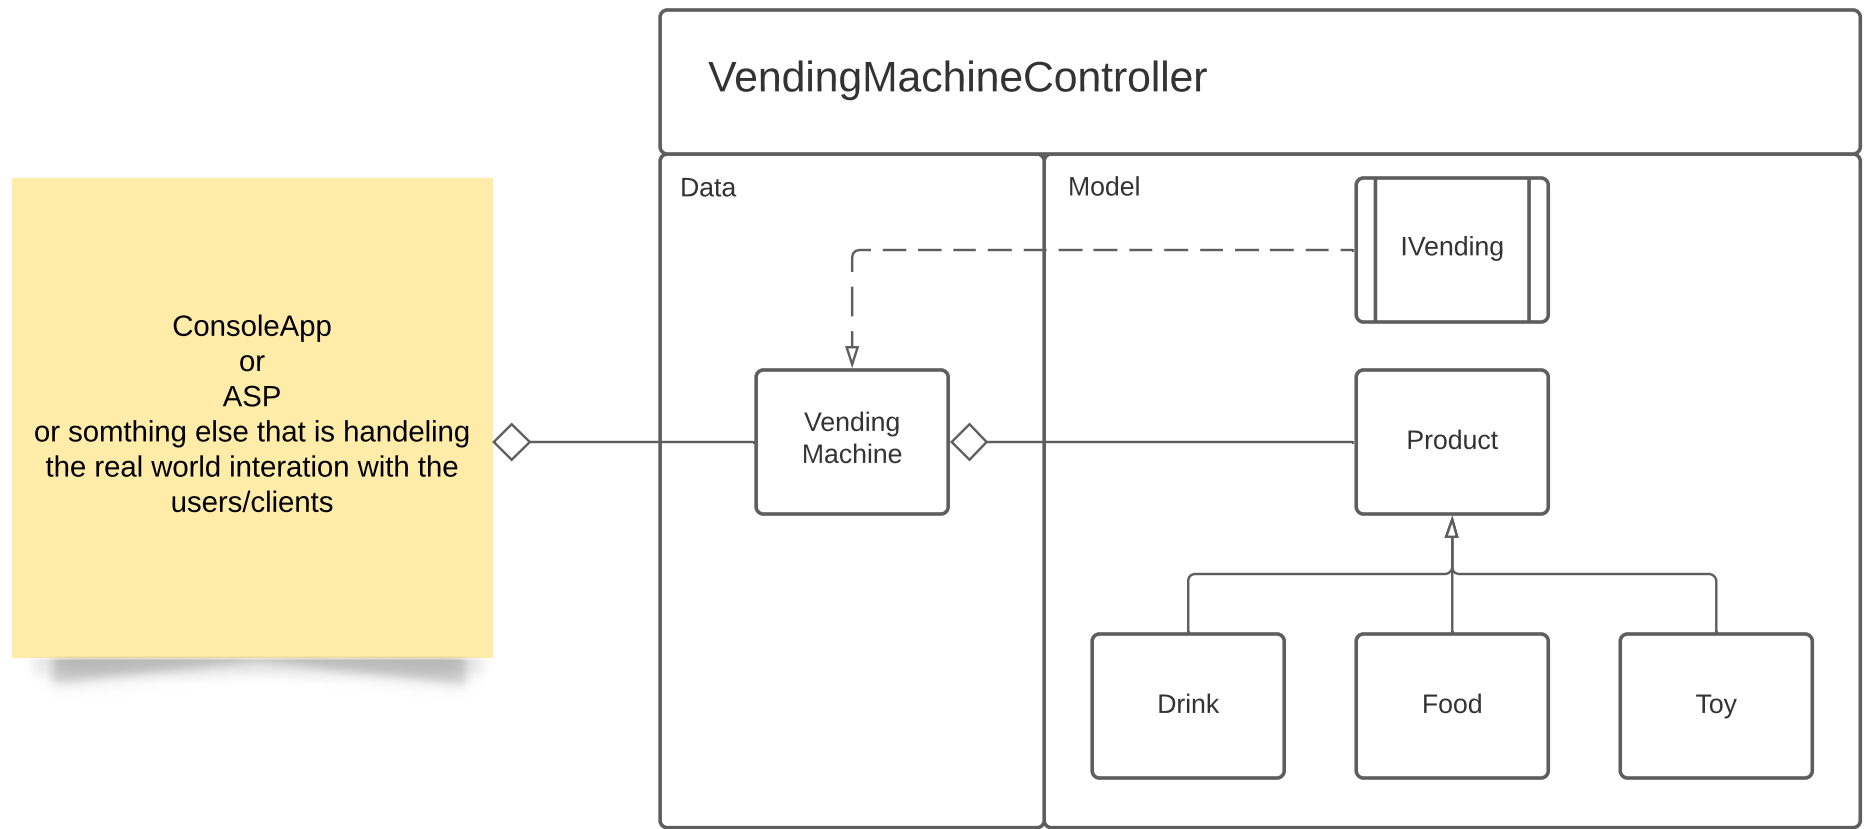 VendingMachineController
Data
Model
IVending
ConsoleApp
or
ASP
or somthing else that is handeling
the real world interation with the
users/clients
Vending
Machine
Product
Drink
Food
Toy